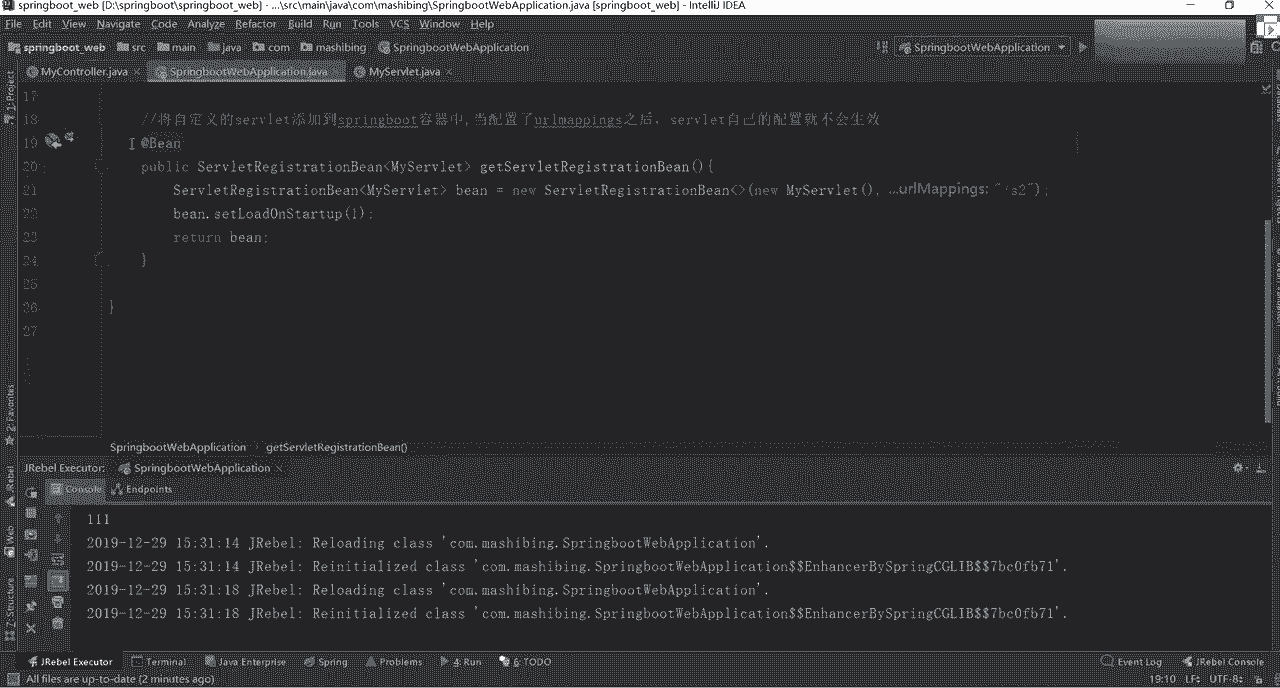 springboot_web [D:\springboot\springboot_web] - ...\src\main\java\com\mashibing\SpringbootWebApplication.java [springboot_web] - IntelliJ IDEA
File Edit View Navigate Code Analyze Refactor Build Run Tools VCS Window Help
springboot_web src main java com mashibing SpringbootWebApplication SpringbootWebApplication
MyController.java SpringbootWebApplication.java MyServlet.java
1: Project
17
18 //将自定义的servlet添加到springboot容器中,当配置了urlmappings之后，servlet自己的配置就不会生效
19 @Bean
20 public ServletRegistrationBean<MyServlet> getServletRegistrationBean(){
21 ServletRegistrationBean<MyServlet> bean = new ServletRegistrationBean<>(new MyServlet(), ...urlMappings: "/s2");
22 bean.setLoadOnStartup(1);
23 return bean;
24 }
25
26 }
27
2: Favorites
SpringbootWebApplication getServletRegistrationBean()
JRebel Executor: SpringbootWebApplication
JRebel
Console Endpoints
111
2019-12-29 15:31:14 JRebel: Reloading class 'com.mashibing.SpringbootWebApplication'.
2019-12-29 15:31:14 JRebel: Reinitialized class 'com.mashibing.SpringbootWebApplication$$EnhancerBySpringCGLIB$$7bc0fb71'.
2019-12-29 15:31:18 JRebel: Reloading class 'com.mashibing.SpringbootWebApplication'.
2019-12-29 15:31:18 JRebel: Reinitialized class 'com.mashibing.SpringbootWebApplication$$EnhancerBySpringCGLIB$$7bc0fb71'.
Web
7: Structure
JRebel Executor Terminal Java Enterprise Spring Problems 4: Run 6: TODO Event Log JRebel Console
All files are up-to-date (2 minutes ago) 19:10 LF UTF-8